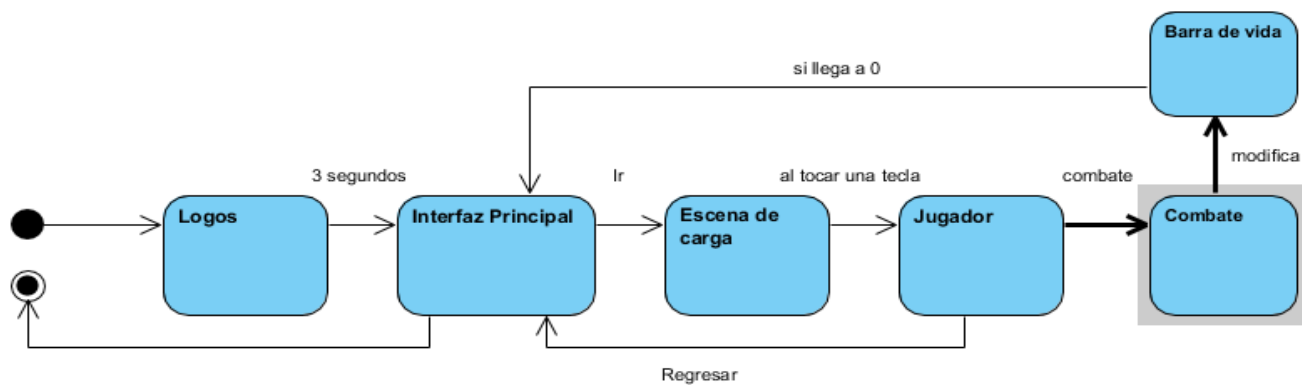 Barra de vida
si llega a 0
modifica
3 segundos
Ir
al tocar una tecla
combate
Logos
Interfaz Principal
Escena de
carga
Jugador
Combate
Regresar